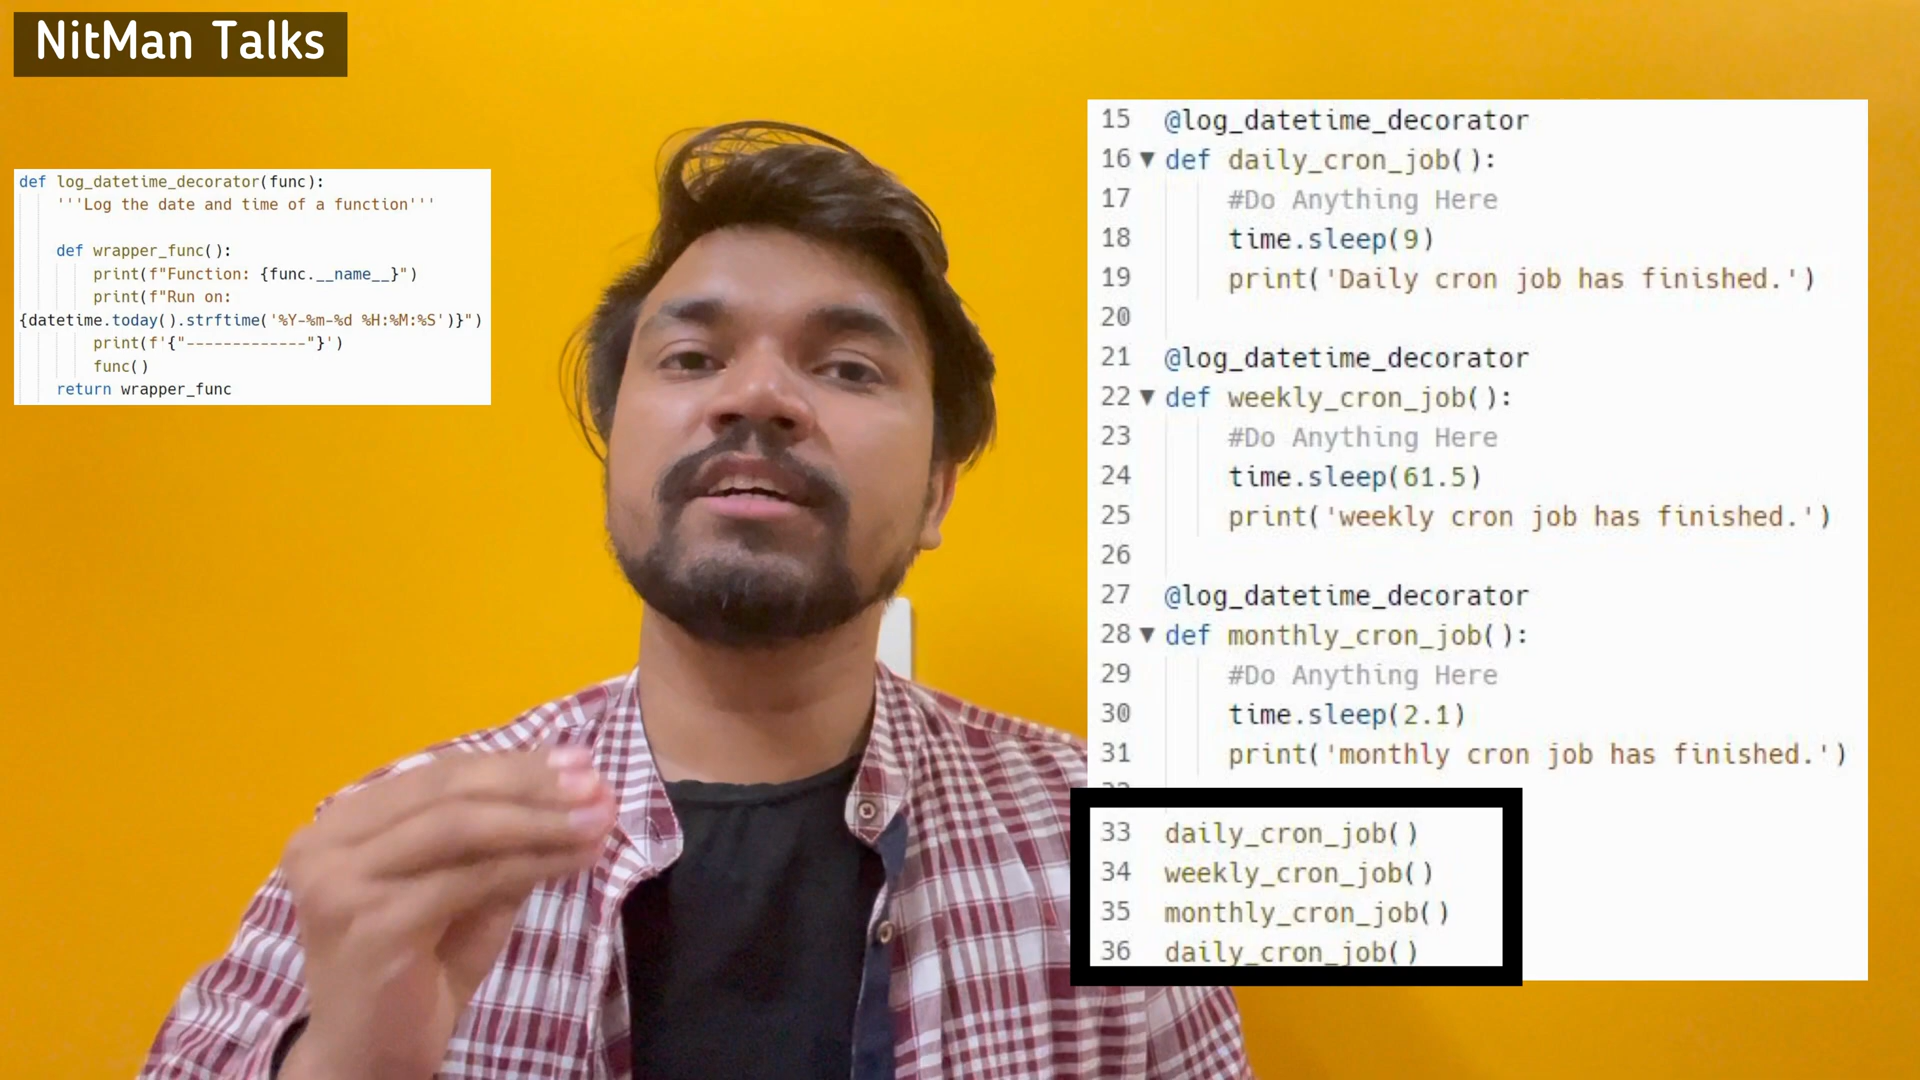 NitMan Talks
def log_datetime_decorator(func):
'''Log the date and time of a function'''
def wrapper_func():
print(f"Function: {func.__name__}")
print(f"Run on:
{datetime.today().strftime('%Y-%m-%d %H:%M:%S')}")
print(f'{"-------------"}')
func()
return wrapper_func
15 @log_datetime_decorator
16 ▼ def daily_cron_job():
17 #Do Anything Here
18 time.sleep(9)
19 print('Daily cron job has finished.')
20
21 @log_datetime_decorator
22 ▼ def weekly_cron_job():
23 #Do Anything Here
24 time.sleep(61.5)
25 print('weekly cron job has finished.')
26
27 @log_datetime_decorator
28 ▼ def monthly_cron_job():
29 #Do Anything Here
30 time.sleep(2.1)
31 print('monthly cron job has finished.')
33 daily_cron_job()
34 weekly_cron_job()
35 monthly_cron_job()
36 daily_cron_job()